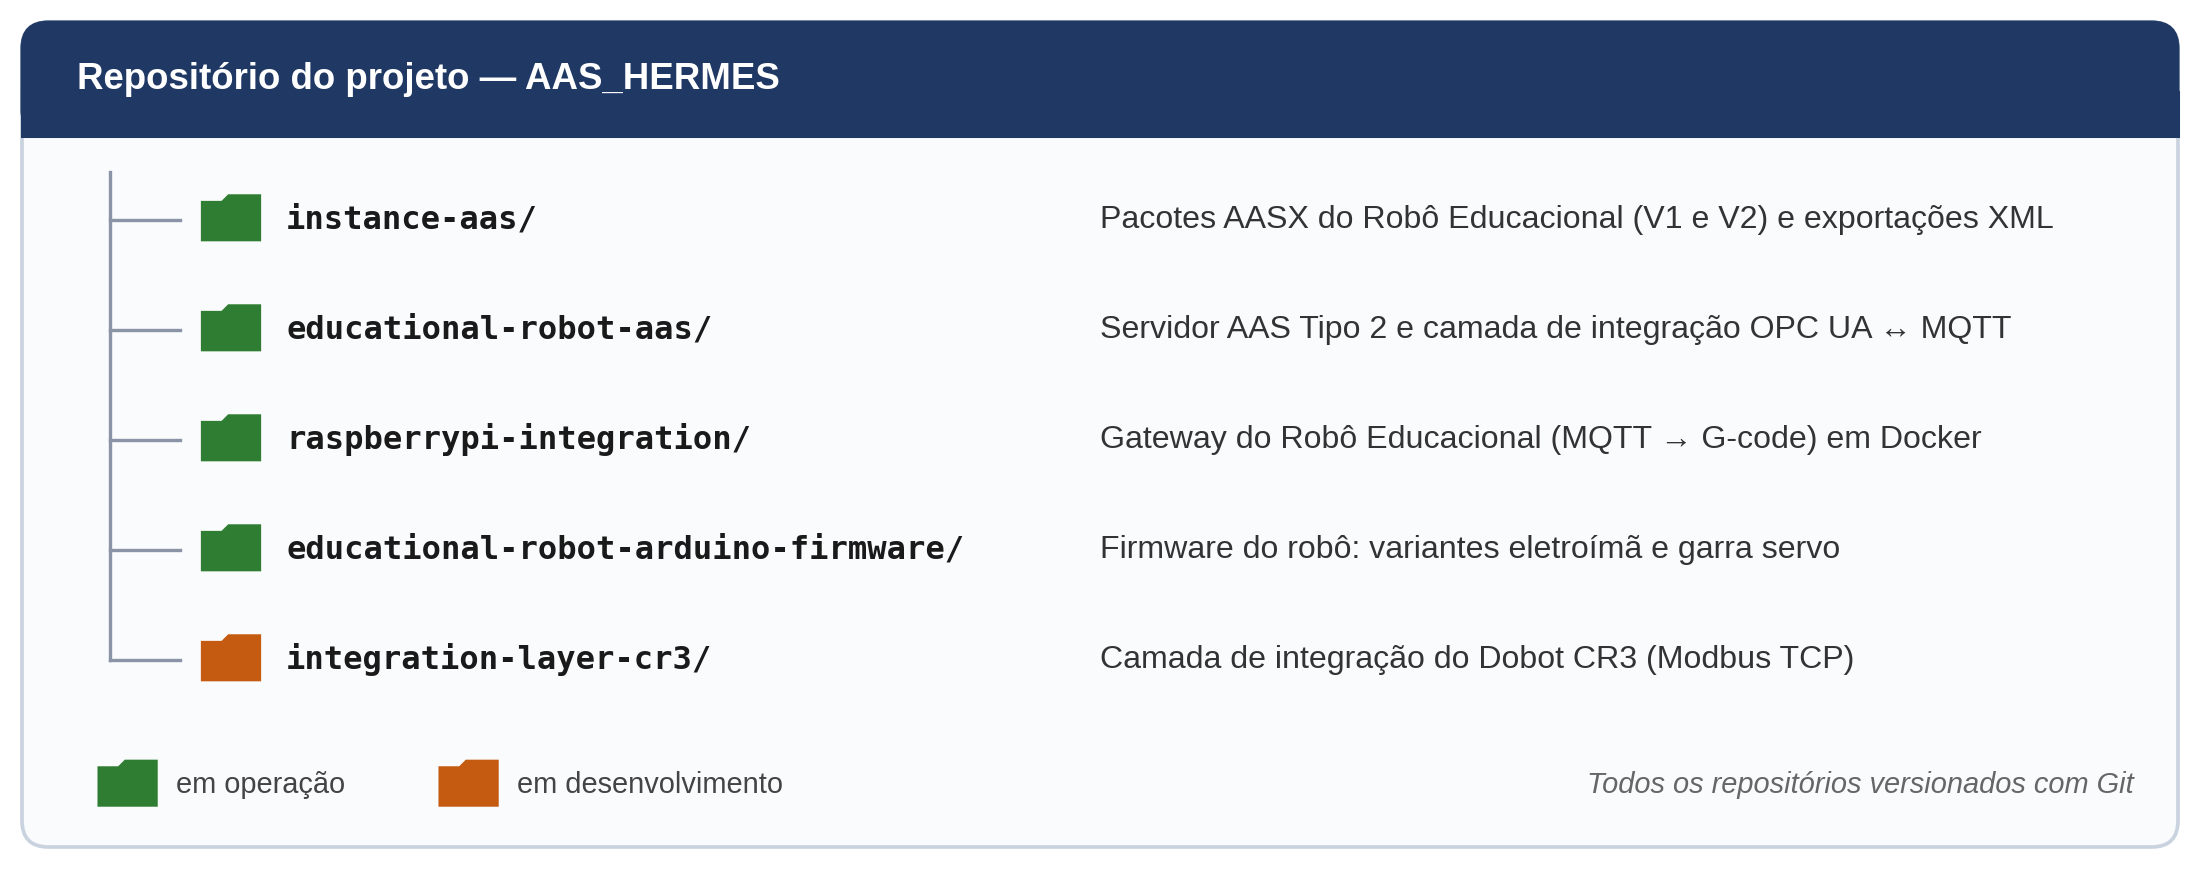 Repositório do projeto — AAS_HERMES
instance-aas/ Pacotes AASX do Robô Educacional (V1 e V2) e exportações XML
educational-robot-aas/ Servidor AAS Tipo 2 e camada de integração OPC UA ↔ MQTT
raspberrypi-integration/ Gateway do Robô Educacional (MQTT → G-code) em Docker
educational-robot-arduino-firmware/ Firmware do robô: variantes eletroímã e garra servo
integration-layer-cr3/ Camada de integração do Dobot CR3 (Modbus TCP)
em operação em desenvolvimento Todos os repositórios versionados com Git